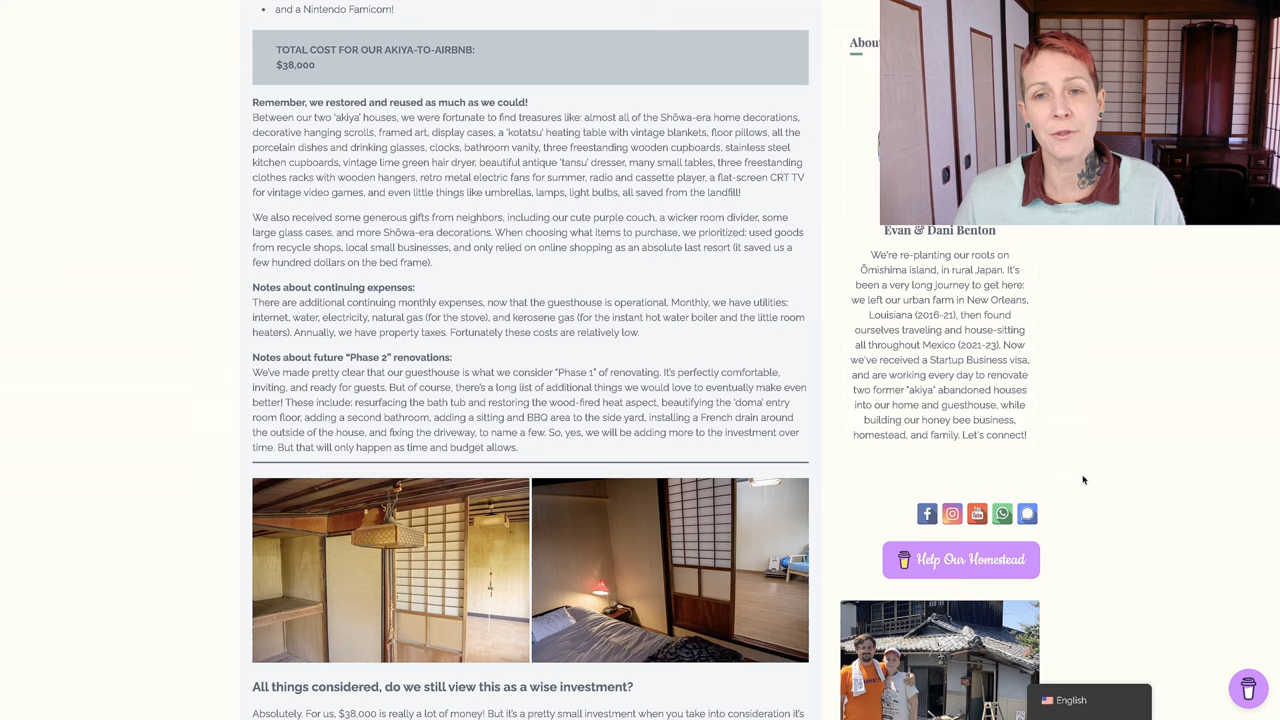 and a Nintendo Famicom!
TOTAL COST FOR OUR AKIYA-TO-AIRBNB:
$38,000
Remember, we restored and reused as much as we could!
Between our two ‘akiya’ houses, we were fortunate to find treasures like: almost all of the Shōwa-era home decorations,
decorative hanging scrolls, framed art, display cases, a ‘kotatsu’ heating table with vintage blankets, floor pillows, all the
porcelain dishes and drinking glasses, clocks, bathroom vanity, three freestanding wooden cupboards, stainless steel
kitchen cupboards, vintage lime green hair dryer, beautiful antique ‘tansu’ dresser, many small tables, three freestanding
clothes racks with wooden hangers, retro metal electric fans for summer, radio and cassette player, a flat-screen CRT TV
for vintage video games, and even little things like umbrellas, lamps, light bulbs, all saved from the landfill!
We also received some generous gifts from neighbors, including our cute purple couch, a wicker room divider, some
large glass cases, and more Shōwa-era decorations. When choosing what items to purchase, we prioritized: used goods
from recycle shops, local small businesses, and only relied on online shopping as an absolute last resort (it saved us a
few hundred dollars on the bed frame).
Notes about continuing expenses:
There are additional continuing monthly expenses, now that the guesthouse is operational. Monthly, we have utilities:
internet, water, electricity, natural gas (for the stove), and kerosene gas (for the instant hot water boiler and the little room
heaters). Annually, we have property taxes. Fortunately these costs are relatively low.
Notes about future “Phase 2” renovations:
We’ve made pretty clear that our guesthouse is what we consider “Phase 1” of renovating. It’s perfectly comfortable,
inviting, and ready for guests. But of course, there’s a long list of additional things we would love to eventually make even
better! These include: resurfacing the bath tub and restoring the wood-fired heat aspect, beautifying the ‘doma’ entry
room floor, adding a second bathroom, adding a sitting and BBQ area to the side yard, installing a French drain around
the outside of the house, and fixing the driveway, to name a few. So, yes, we will be adding more to the investment over
time. But that will only happen as time and budget allows.
All things considered, do we still view this as a wise investment?
Absolutely. For us, $38,000 is really a lot of money! But it’s a pretty small investment when you take into consideration it’s
About
Evan & Dani Benton
We're re-planting our roots on
Ōmishima island, in rural Japan. It's
been a very long journey to get here:
we left our urban farm in New Orleans,
Louisiana (2016-21), then found
ourselves traveling and house-sitting
all throughout Mexico (2021-23). Now
we've received a Startup Business visa,
and are working every day to renovate
two former "akiya" abandoned houses
into our home and guesthouse, while
building our honey bee business,
homestead, and family. Let's connect!
Help Our Homestead
English